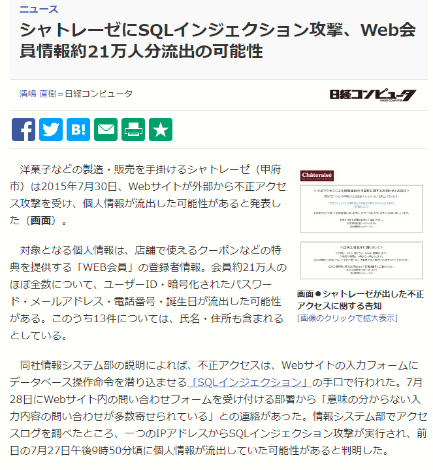 ニュース
シャトレーゼにSQLインジェクション攻撃、Web会
員情報約21万人分流出の可能性
清嶋 直樹=日経コンピュータ
日経コンピュータ
洋菓子などの製造・販売を手掛けるシャトレーゼ(甲府
市)は2015年7月30日、Webサイトが外部から不正アクセ
ス攻撃を受け、個人情報が流出した可能性があると発表し
た(画面)。
Châteraisé
対象となる個人情報は、店舗で使えるクーポンなどの特
典を提供する「WEB会員」の登録者情報。会員約21万人の
ほぼ全数について、ユーザーID・暗号化されたパスワー
ド・メールアドレス・電話番号・誕生日が流出した可能性
がある。このうち13件については、氏名・住所も含まれる
としている。
画面●シャトレーゼが出した不正
アクセスに関する告知
[画像のクリックで拡大表示]
同社情報システム部の説明によれば、不正アクセスは、Webサイトの入力フォームに
データベース操作命令を潜り込ませる「SQLインジェクション」の手口で行われた。7月
28日にWebサイト内の問い合わせフォームを受け付ける部署から「意味の分からない入
力内容の問い合わせが多数寄せられている」との連絡があった。情報システム部でアクセ
スログを調べたところ、一つのIPアドレスからSQLインジェクション攻撃が実行され、前
日の7月27日午後9時50分頃に個人情報が流出していた可能性があると判明した。